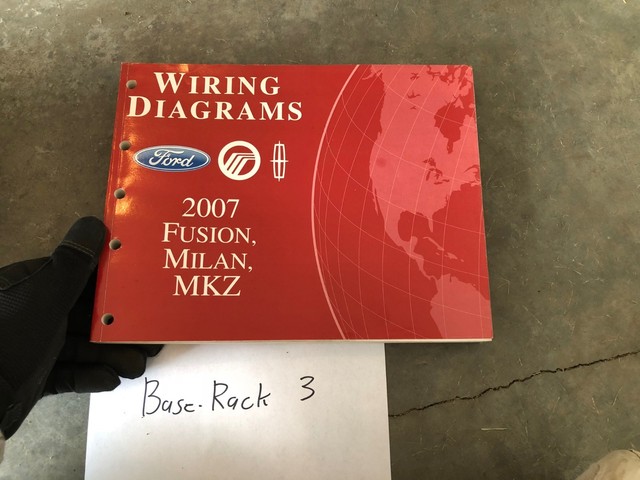 WIRING
DIAGRAMS
Ford
2007
FUSION,
MILAN,
MKZ
Base-Rack 3